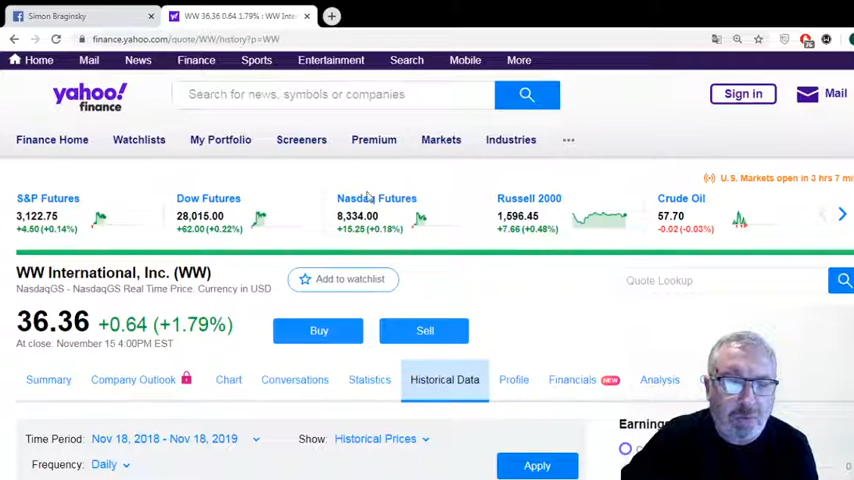 Simon Braginsky
WW 36.36 0.64 1.79% : WW Inte
finance.yahoo.com/quote/WW/history?p=WW
Home Mail News Finance Sports Entertainment Search Mobile More
yahoo!
finance
Search for news, symbols or companies
Sign in
Mail
Finance Home Watchlists My Portfolio Screeners Premium Markets Industries
U.S. Markets open in 3 hrs 7 mi
S&P Futures Dow Futures Nasdaq Futures Russell 2000 Crude Oil
3,122.75 28,015.00 8,334.00 1,596.45 57.70
+4.50 (+0.14%) +62.00 (+0.22%) +15.25 (+0.18%) +7.66 (+0.48%) -0.02 (-0.03%)
WW International, Inc. (WW)
Add to watchlist
Quote Lookup
NasdaqGS - NasdaqGS Real Time Price. Currency in USD
36.36 +0.64 (+1.79%)
Buy Sell
At close: November 15 4:00PM EST
Summary Company Outlook Chart Conversations Statistics Historical Data Profile Financials NEW Analysis
Time Period: Nov 18, 2018 - Nov 18, 2019 Show: Historical Prices
Earnings
Frequency: Daily
Apply